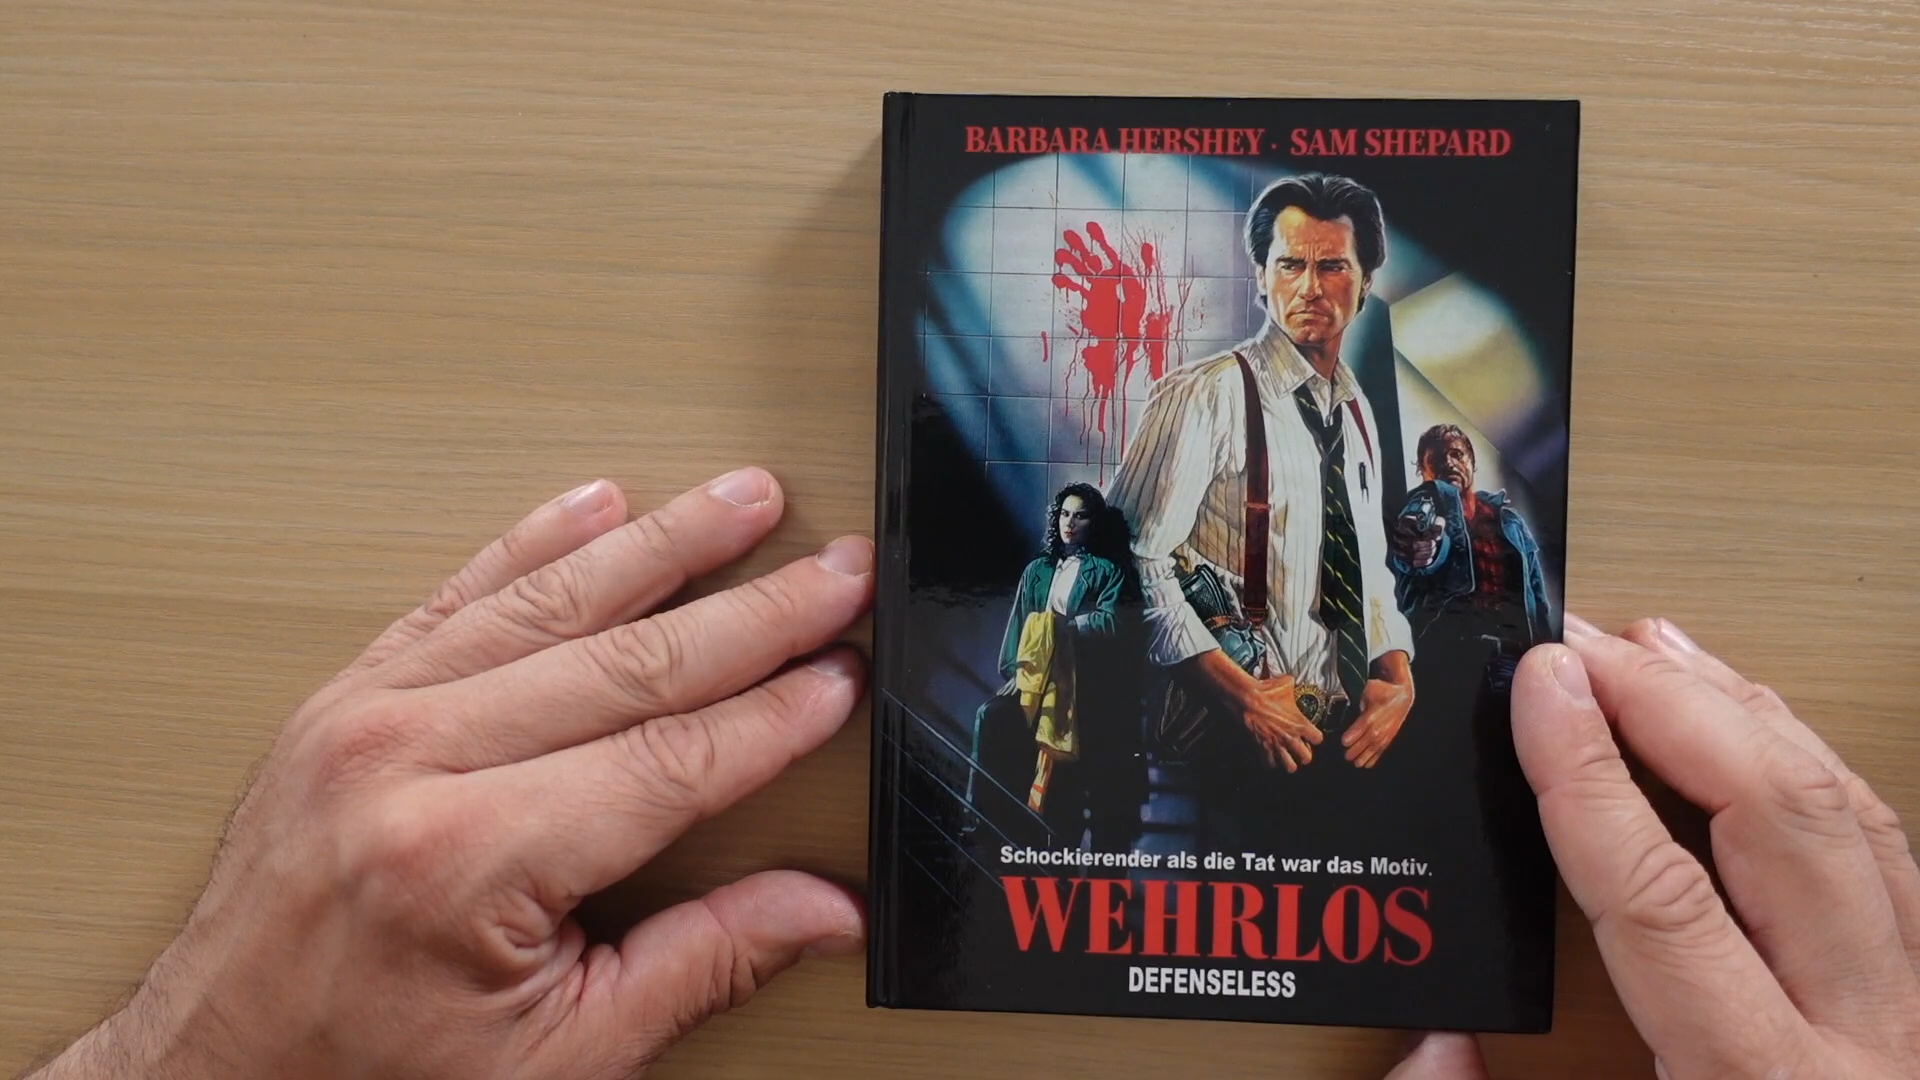 BARBARA HERSHEY · SAM SHEPARD
Schockierender als die Tat war das Motiv.
WEHRLOS
DEFENSELESS